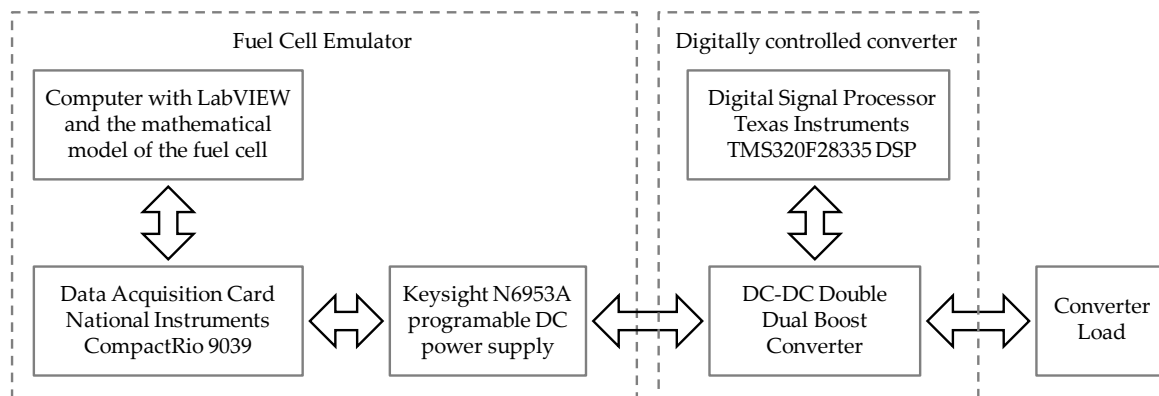 Fuel Cell Emulator
Computer with LabVIEW
and the mathematical
model of the fuel cell
Data Acquisition Card
National Instruments
CompactRio 9039
Keysight N6953A
programable DC
power supply
Digitally controlled converter
Digital Signal Processor
Texas Instruments
TMS320F28335 DSP
DC-DC Double
Dual Boost
Converter
Converter
Load